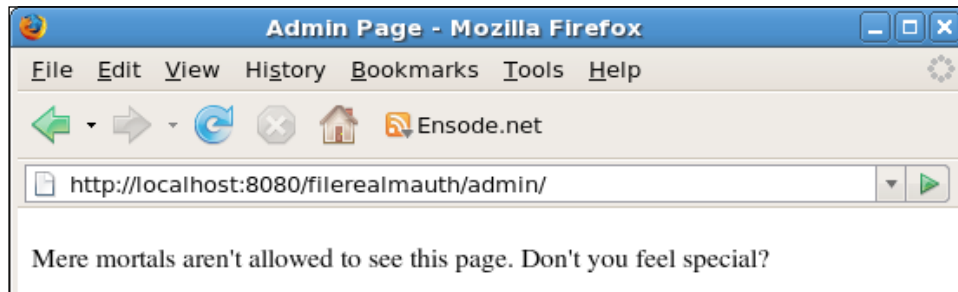 Admin Page - Mozilla Firefox
File Edit View History Bookmarks Tools Help
Ensode.net
http://localhost:8080/filerealmauth/admin/
Mere mortals aren't allowed to see this page. Don't you feel special?